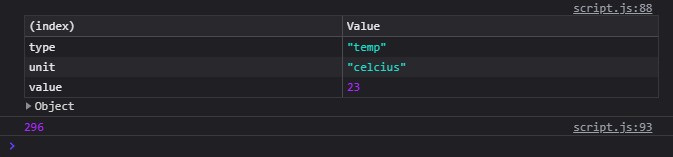 script.js:88
(index) Value
type "temp"
unit "celcius"
value 23
Object
296 script.js:93